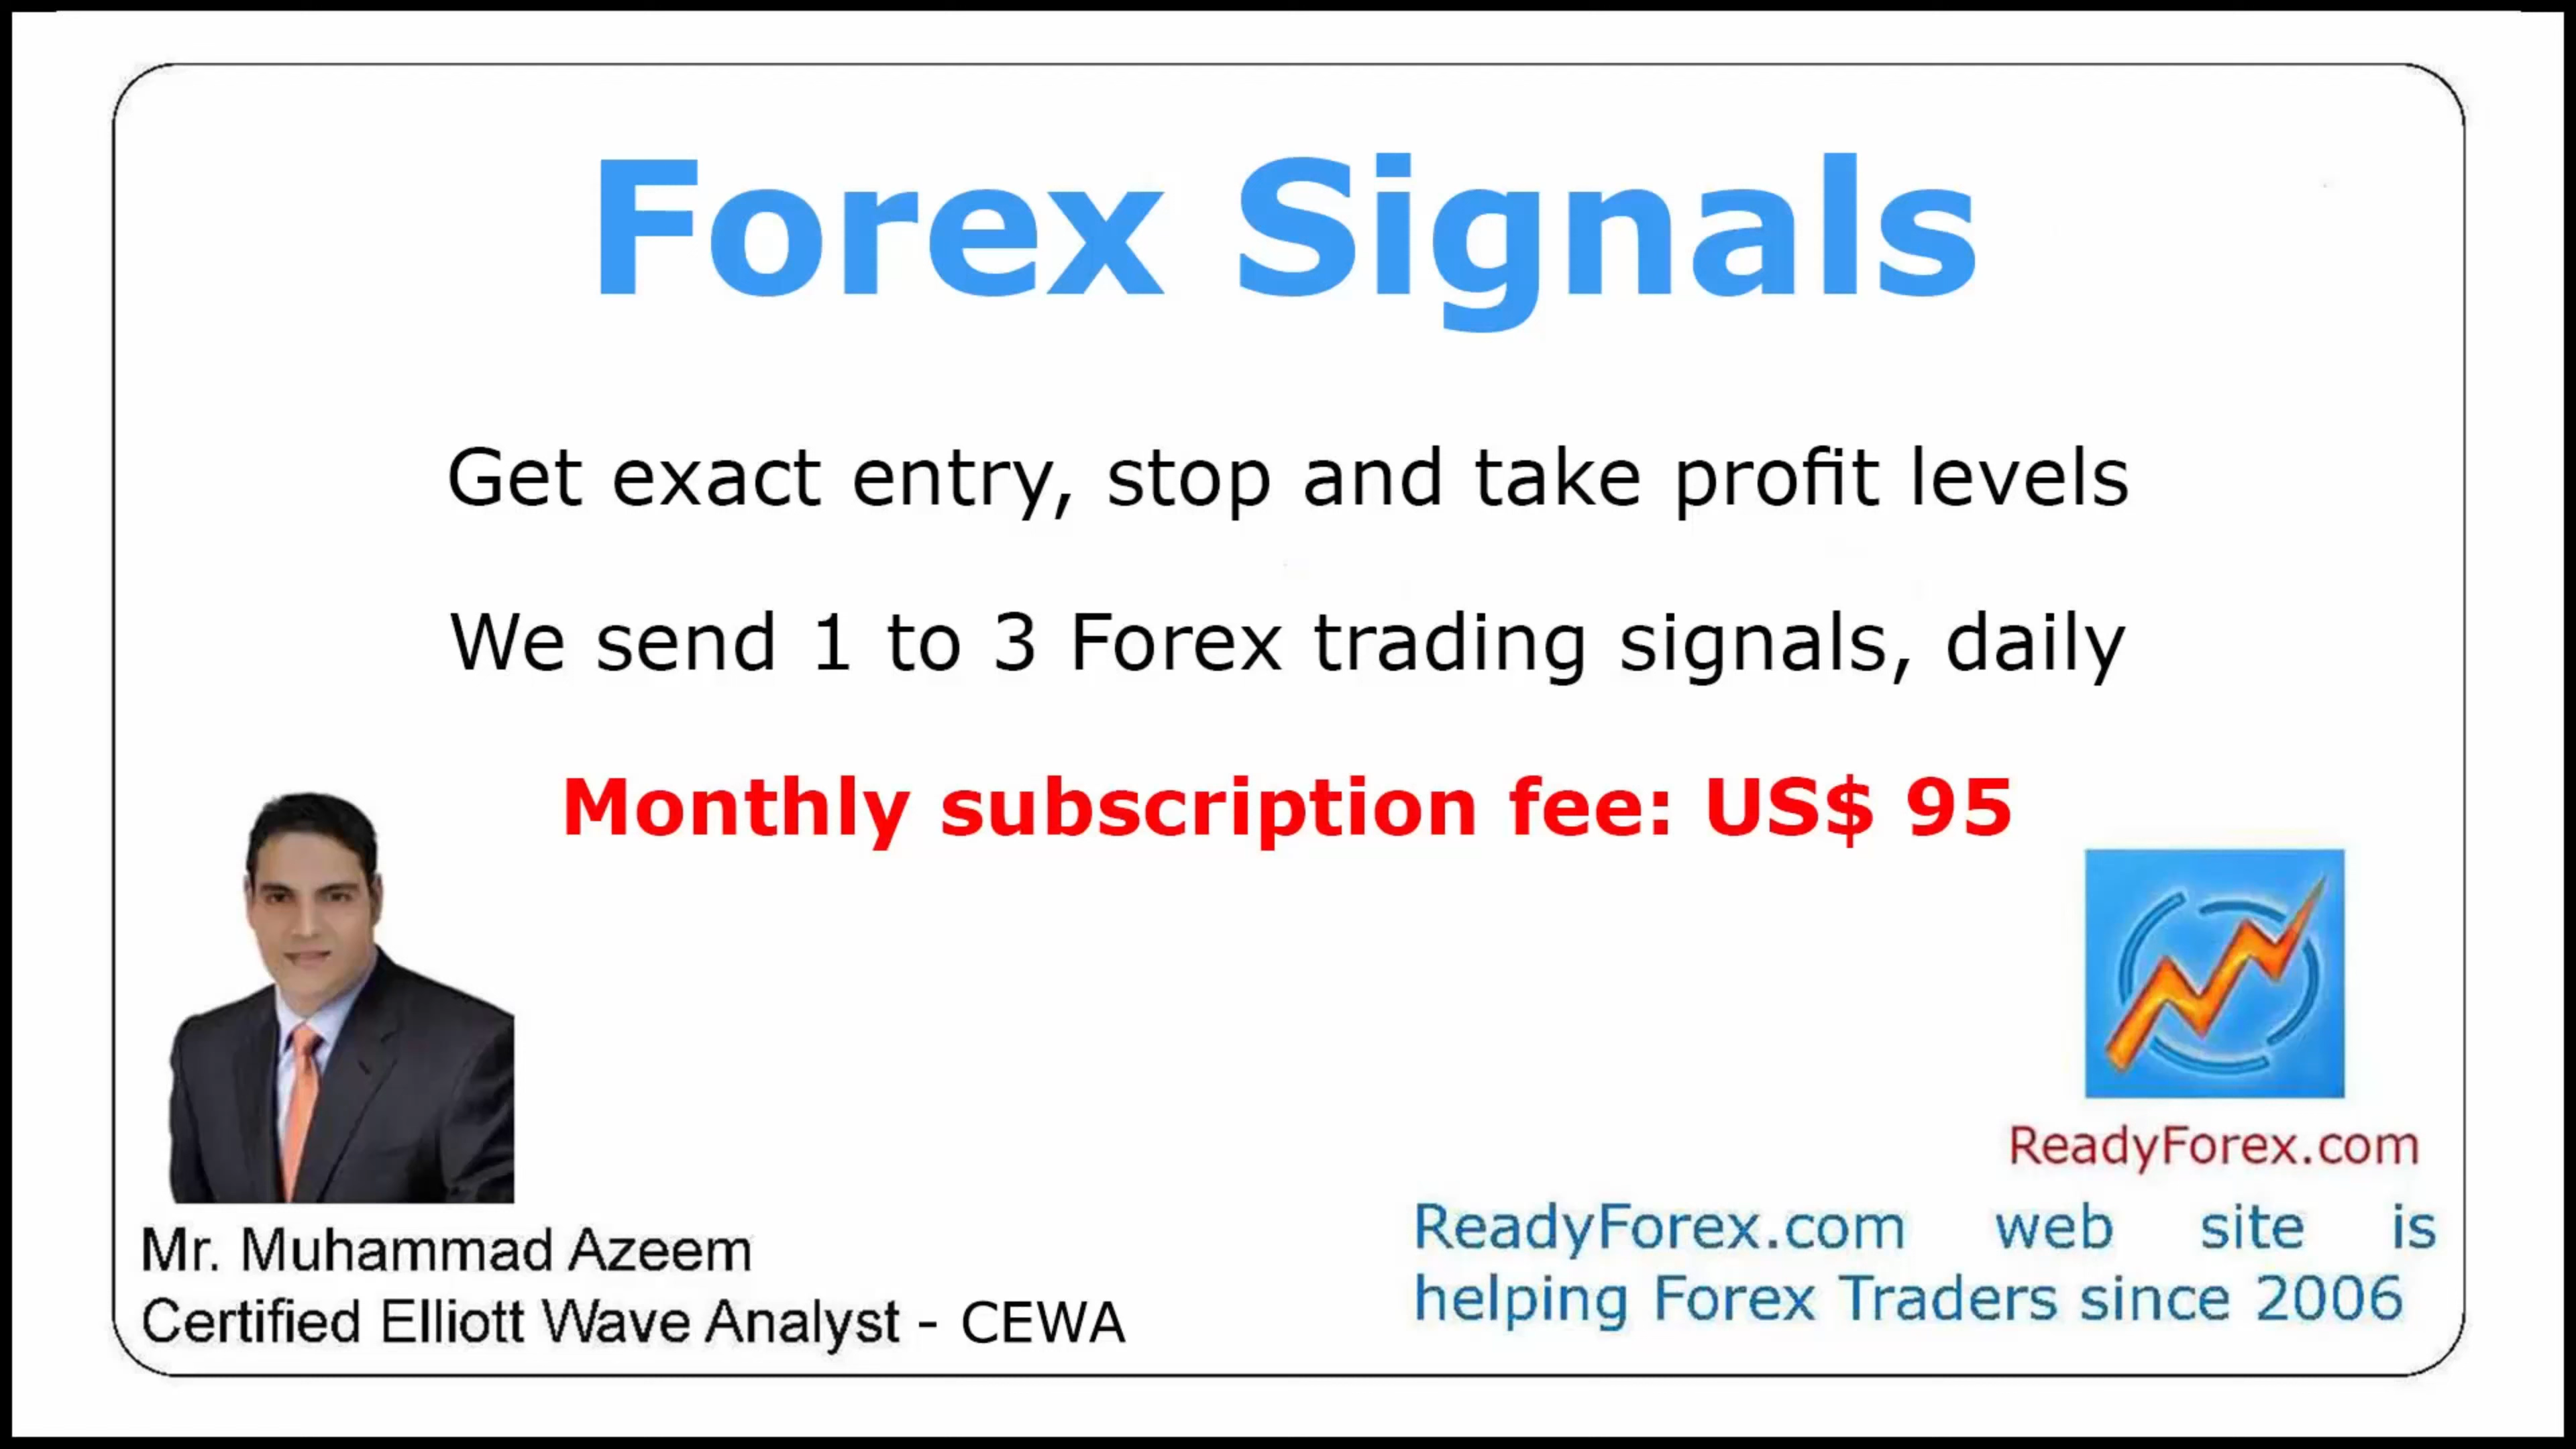 Forex Signals
Get exact entry, stop and take profit levels
We send 1 to 3 Forex trading signals, daily
Monthly subscription fee: US$ 95
ReadyForex.com
Mr. Muhammad Azeem
Certified Elliott Wave Analyst - CEWA
ReadyForex.com web site is
helping Forex Traders since 2006